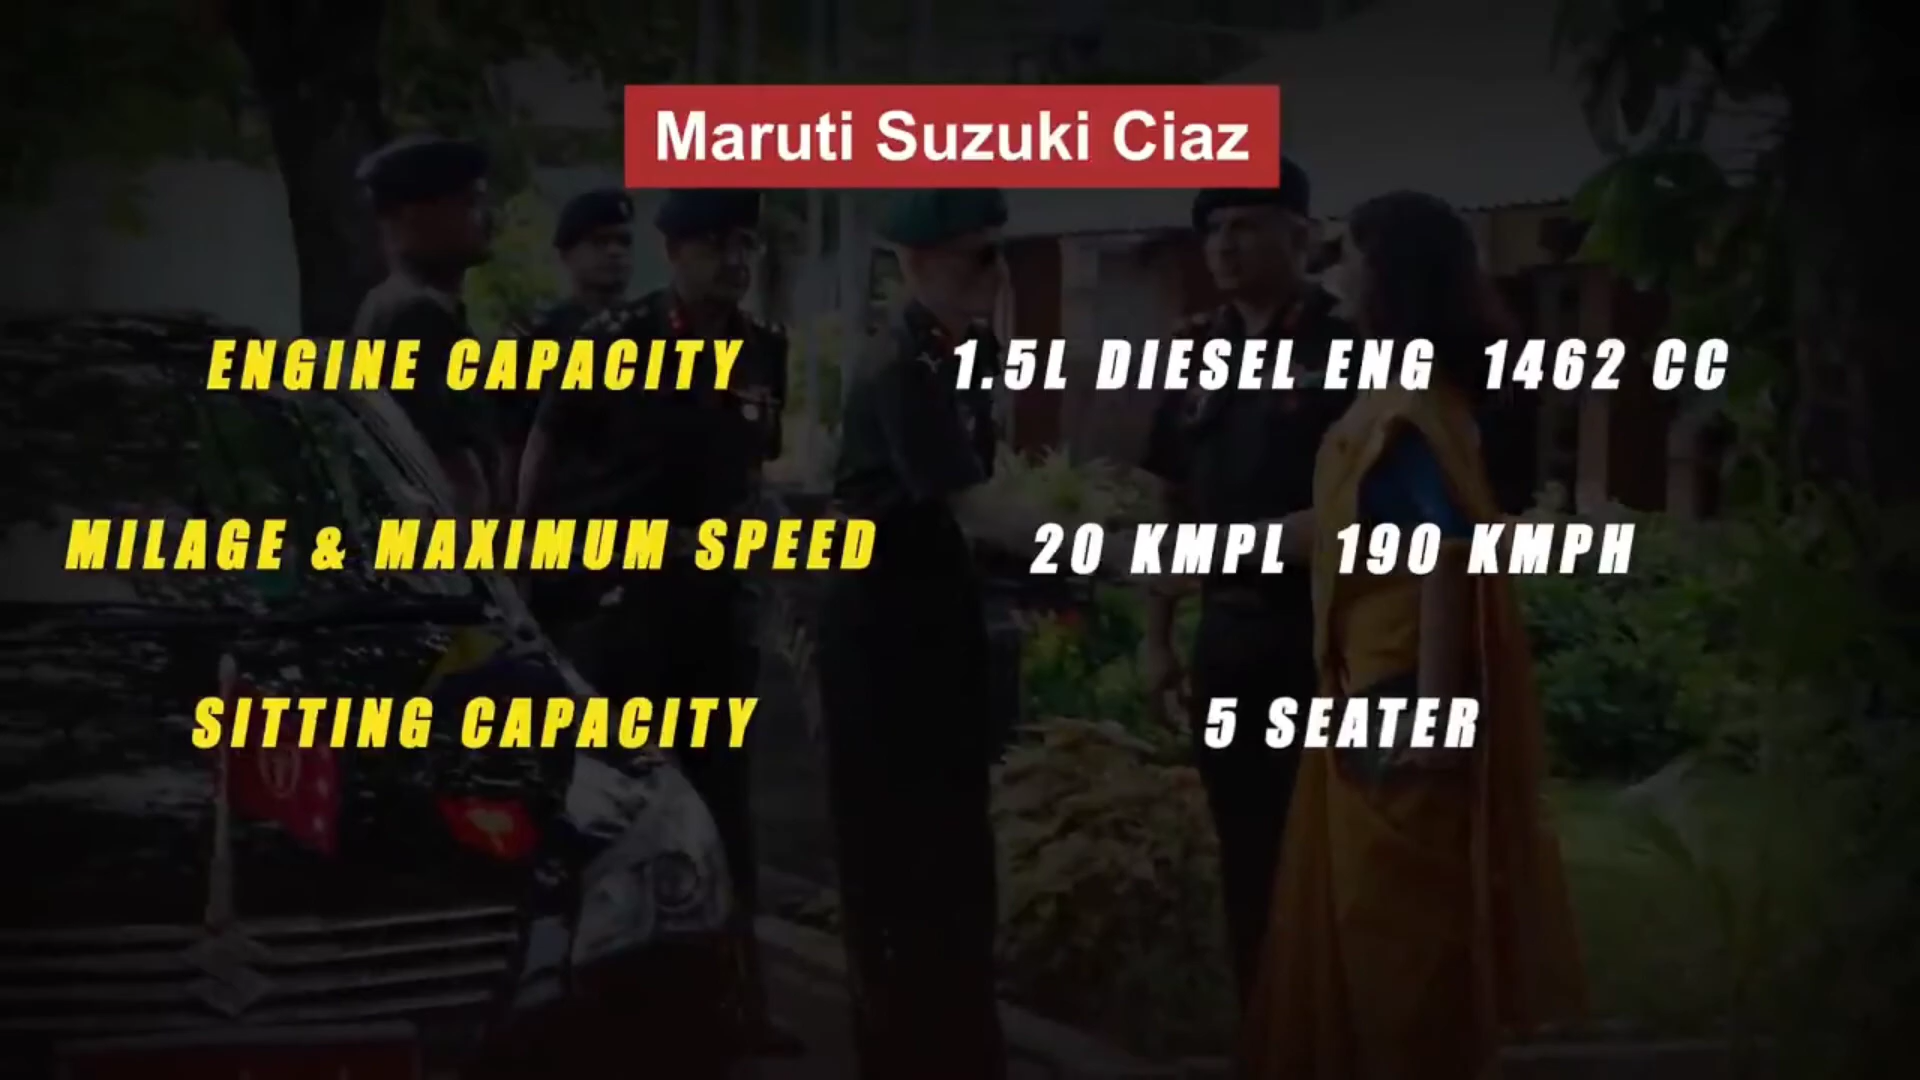 Maruti Suzuki Ciaz
ENGINE CAPACITY 1.5L DIESEL ENG 1462 CC
MILAGE & MAXIMUM SPEED 20 KMPL 190 KMPH
SITTING CAPACITY 5 SEATER